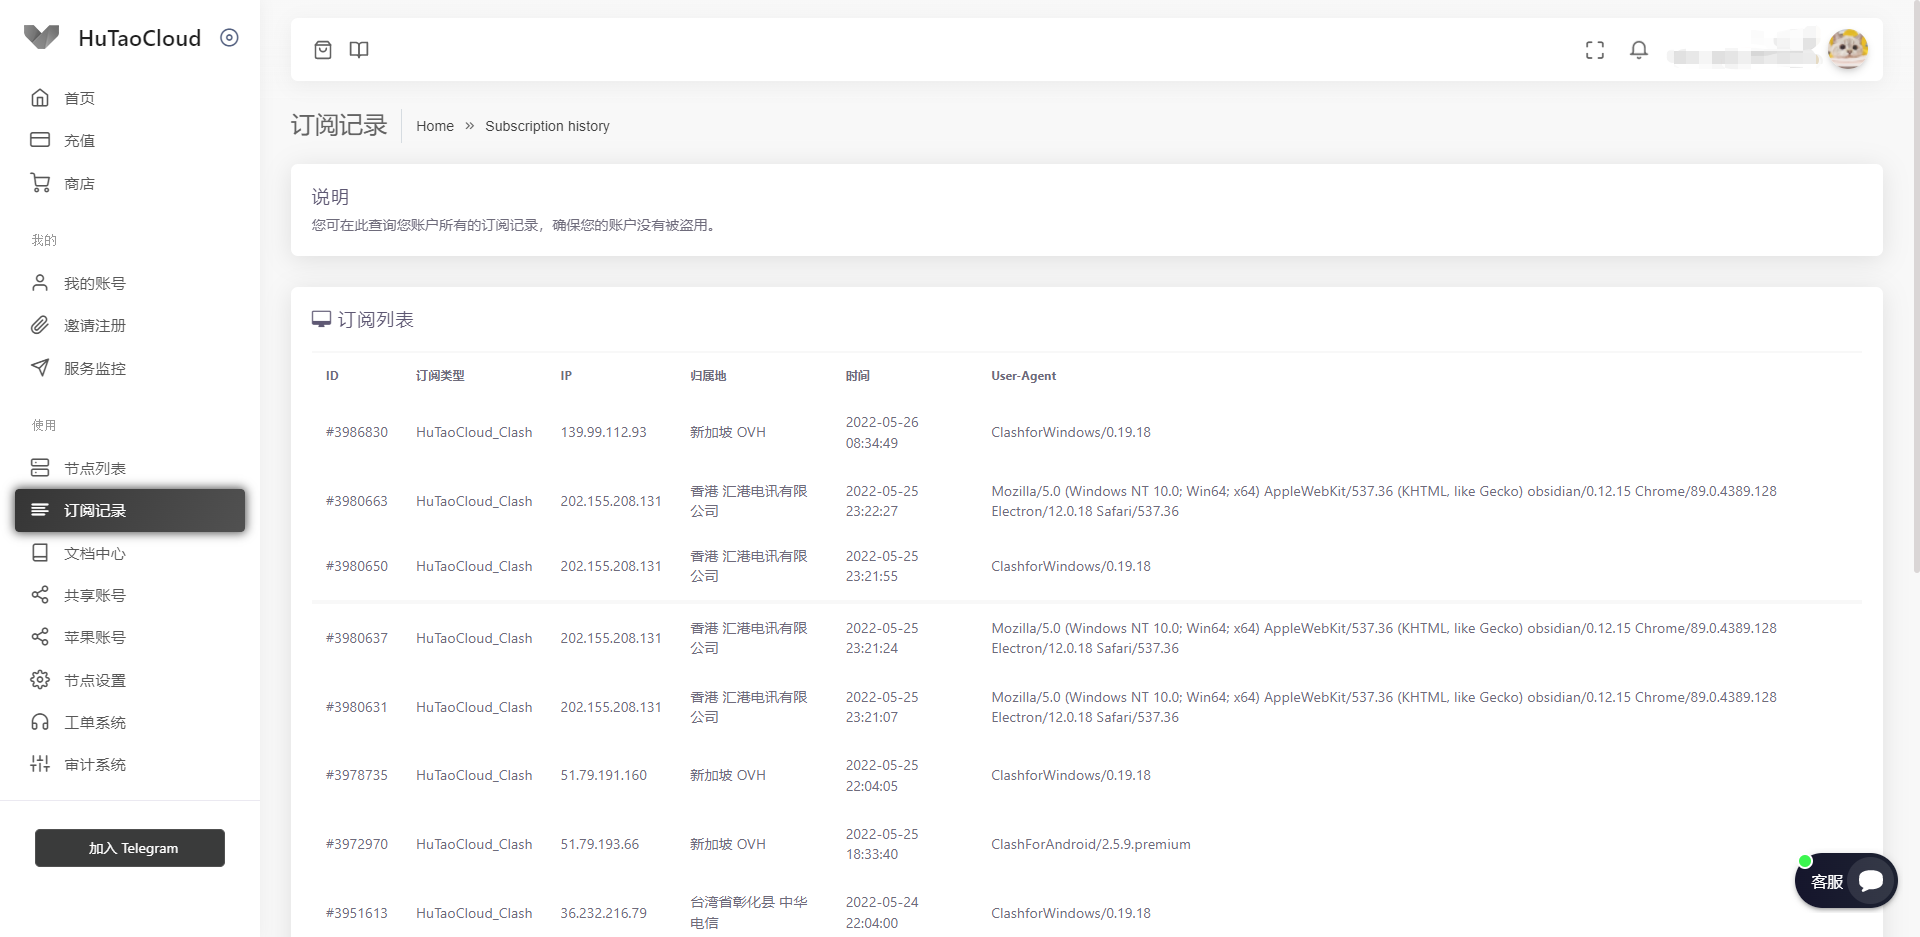 HuTaoCloud
首页
充值
商店
我的
我的账号
邀请注册
服务监控
使用
节点列表
订阅记录
文档中心
共享账号
苹果账号
节点设置
工单系统
审计系统
加入 Telegram
订阅记录
Home » Subscription history
说明
您可在此查询您账户所有的订阅记录，确保您的账户没有被盗用。
订阅列表
ID 订阅类型 IP 归属地 时间 User-Agent
#3986830 HuTaoCloud_Clash 139.99.112.93 新加坡 OVH 2022-05-26 08:34:49 ClashforWindows/0.19.18
#3980663 HuTaoCloud_Clash 202.155.208.131 香港 汇港电讯有限公司 2022-05-25 23:22:27 Mozilla/5.0 (Windows NT 10.0; Win64; x64) AppleWebKit/537.36 (KHTML, like Gecko) obsidian/0.12.15 Chrome/89.0.4389.128 Electron/12.0.18 Safari/537.36
#3980650 HuTaoCloud_Clash 202.155.208.131 香港 汇港电讯有限公司 2022-05-25 23:21:55 ClashforWindows/0.19.18
#3980637 HuTaoCloud_Clash 202.155.208.131 香港 汇港电讯有限公司 2022-05-25 23:21:24 Mozilla/5.0 (Windows NT 10.0; Win64; x64) AppleWebKit/537.36 (KHTML, like Gecko) obsidian/0.12.15 Chrome/89.0.4389.128 Electron/12.0.18 Safari/537.36
#3980631 HuTaoCloud_Clash 202.155.208.131 香港 汇港电讯有限公司 2022-05-25 23:21:07 Mozilla/5.0 (Windows NT 10.0; Win64; x64) AppleWebKit/537.36 (KHTML, like Gecko) obsidian/0.12.15 Chrome/89.0.4389.128 Electron/12.0.18 Safari/537.36
#3978735 HuTaoCloud_Clash 51.79.191.160 新加坡 OVH 2022-05-25 22:04:05 ClashforWindows/0.19.18
#3972970 HuTaoCloud_Clash 51.79.193.66 新加坡 OVH 2022-05-25 18:33:40 ClashForAndroid/2.5.9.premium
#3951613 HuTaoCloud_Clash 36.232.216.79 台湾省彰化县 中华电信 2022-05-24 22:04:00 ClashforWindows/0.19.18
客服